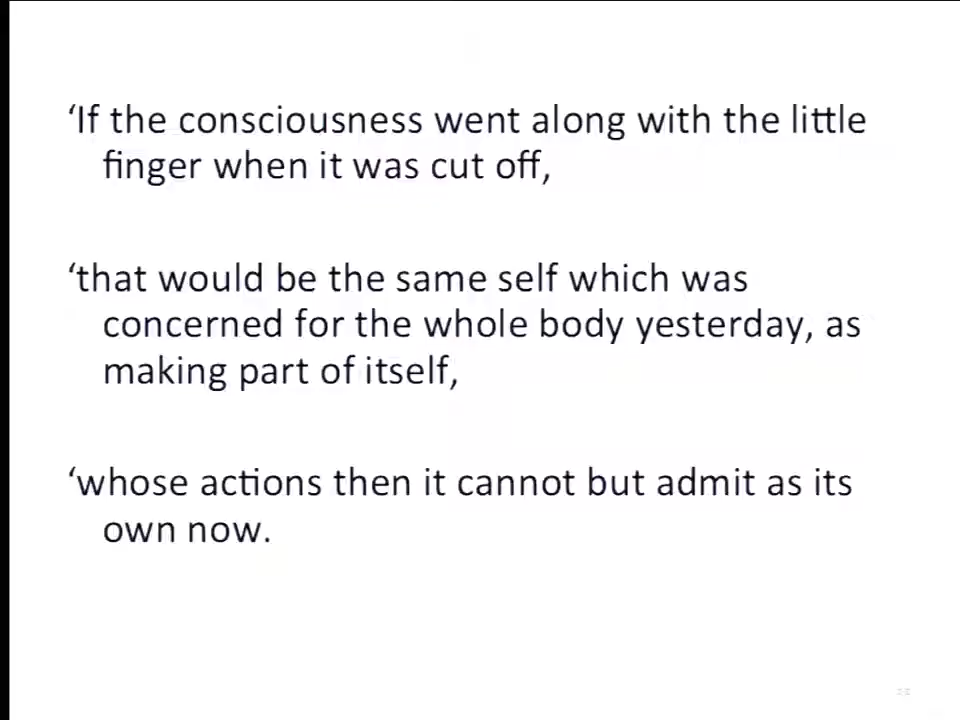 ‘If the consciousness went along with the little
finger when it was cut off,
‘that would be the same self which was
concerned for the whole body yesterday, as
making part of itself,
‘whose actions then it cannot but admit as its
own now.